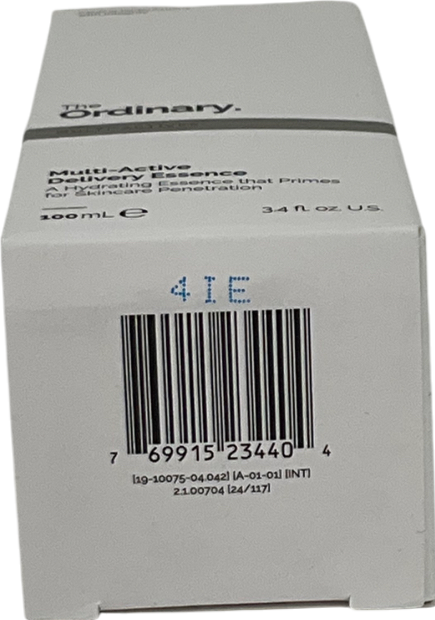 The
Ordinary.
Multi-Active
Delivery Essence
A Hydrating Essence that Primes
for Skincare Penetration
100 mL ℮ 3.4 fl. oz. U.S.
4IE
7 69915 23440 4
[19-10075-04.042] [A-01-01] [INT]
2.1.00704 [24/117]